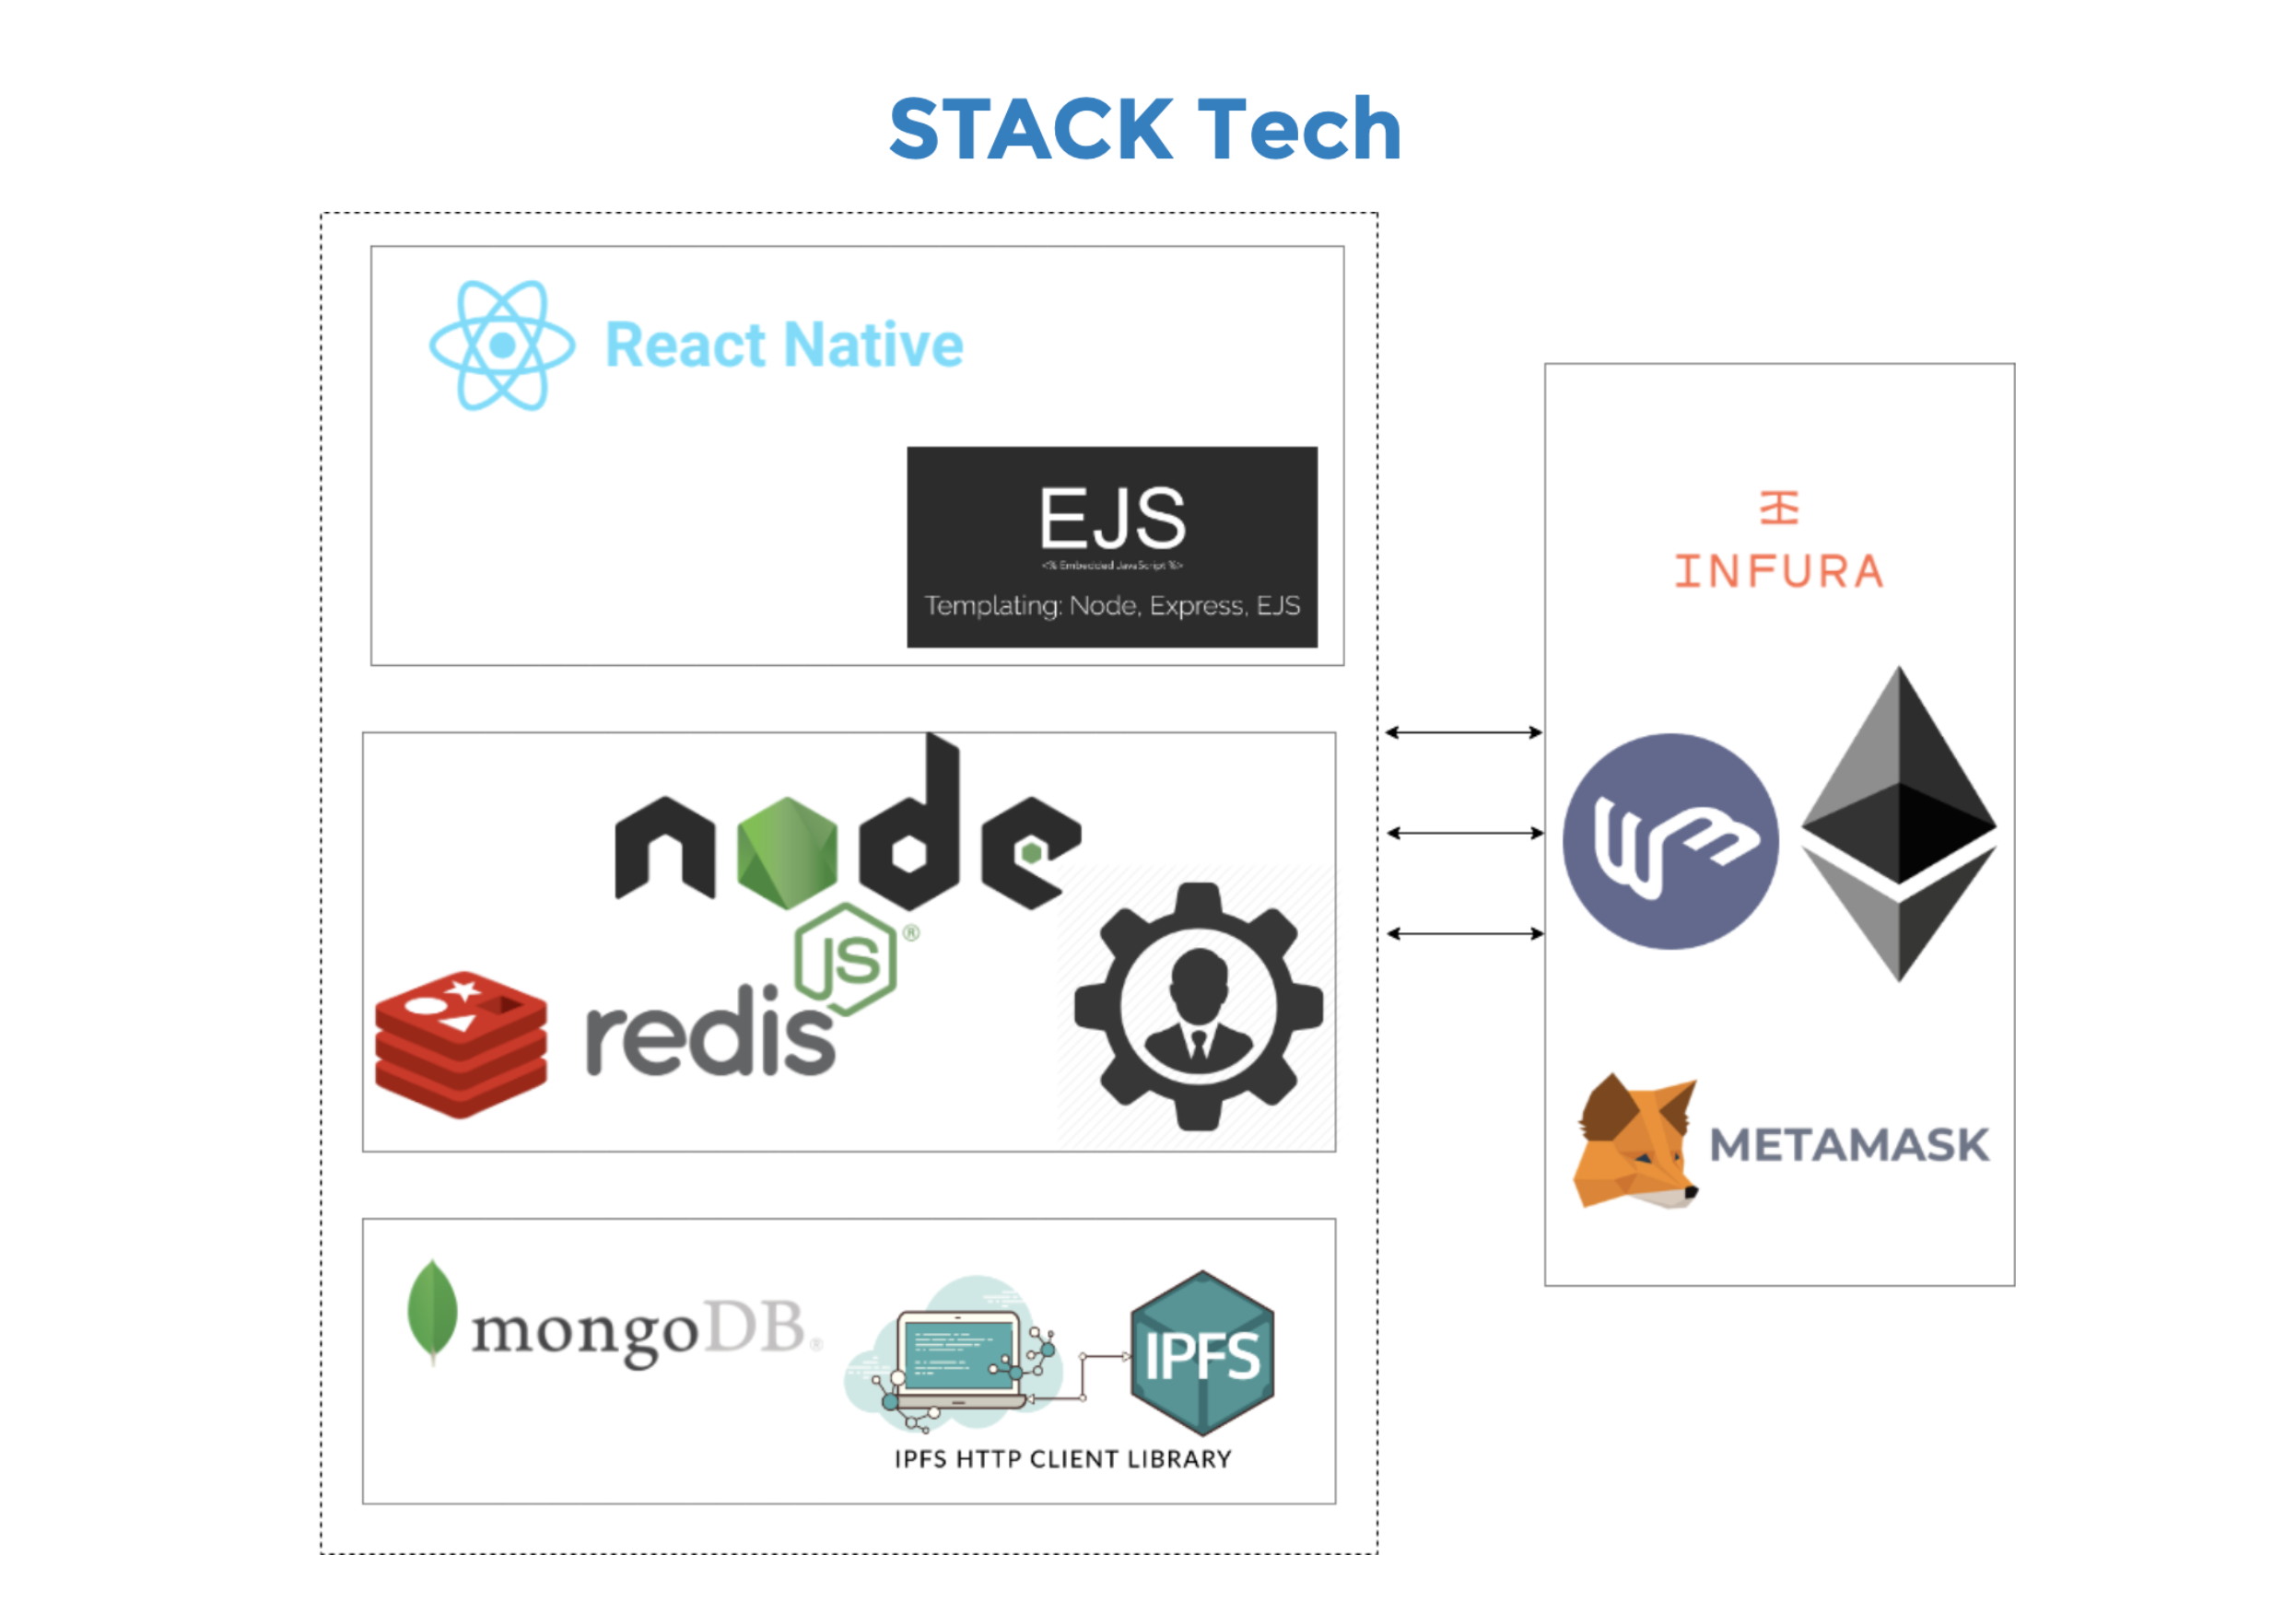 STACK Tech
React Native
EJS
<% Embedded JavaScript %>
Templating: Node, Express, EJS
INFURA
node
JS®
redis
METAMASK
mongoDB®
IPFS
IPFS HTTP CLIENT LIBRARY